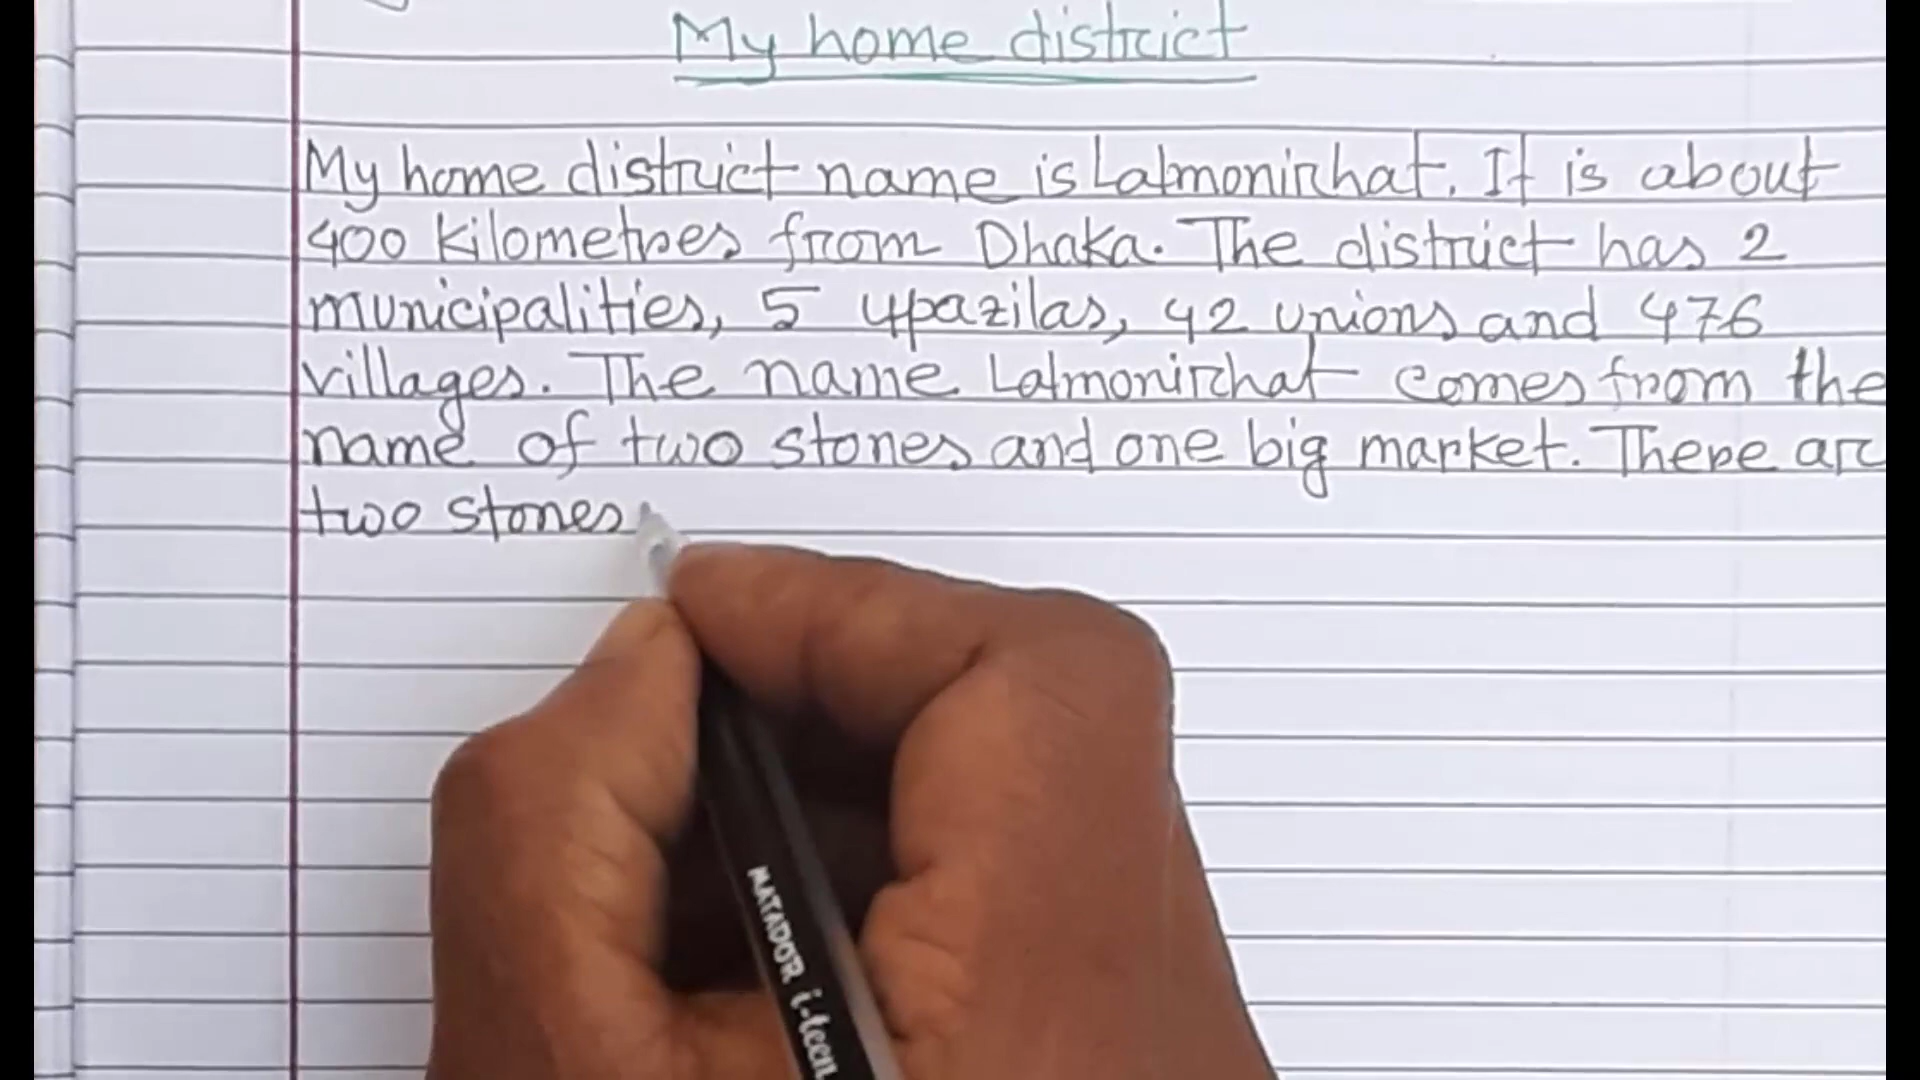 My home district
My home district name is Lalmonirhat. It is about
400 kilometres from Dhaka. The district has 2
municipalities, 5 upazilas, 42 unions and 476
villages. The name Lalmonirhat comes from the
name of two stones and one big market. There are
two stones
MATADOR i-teen